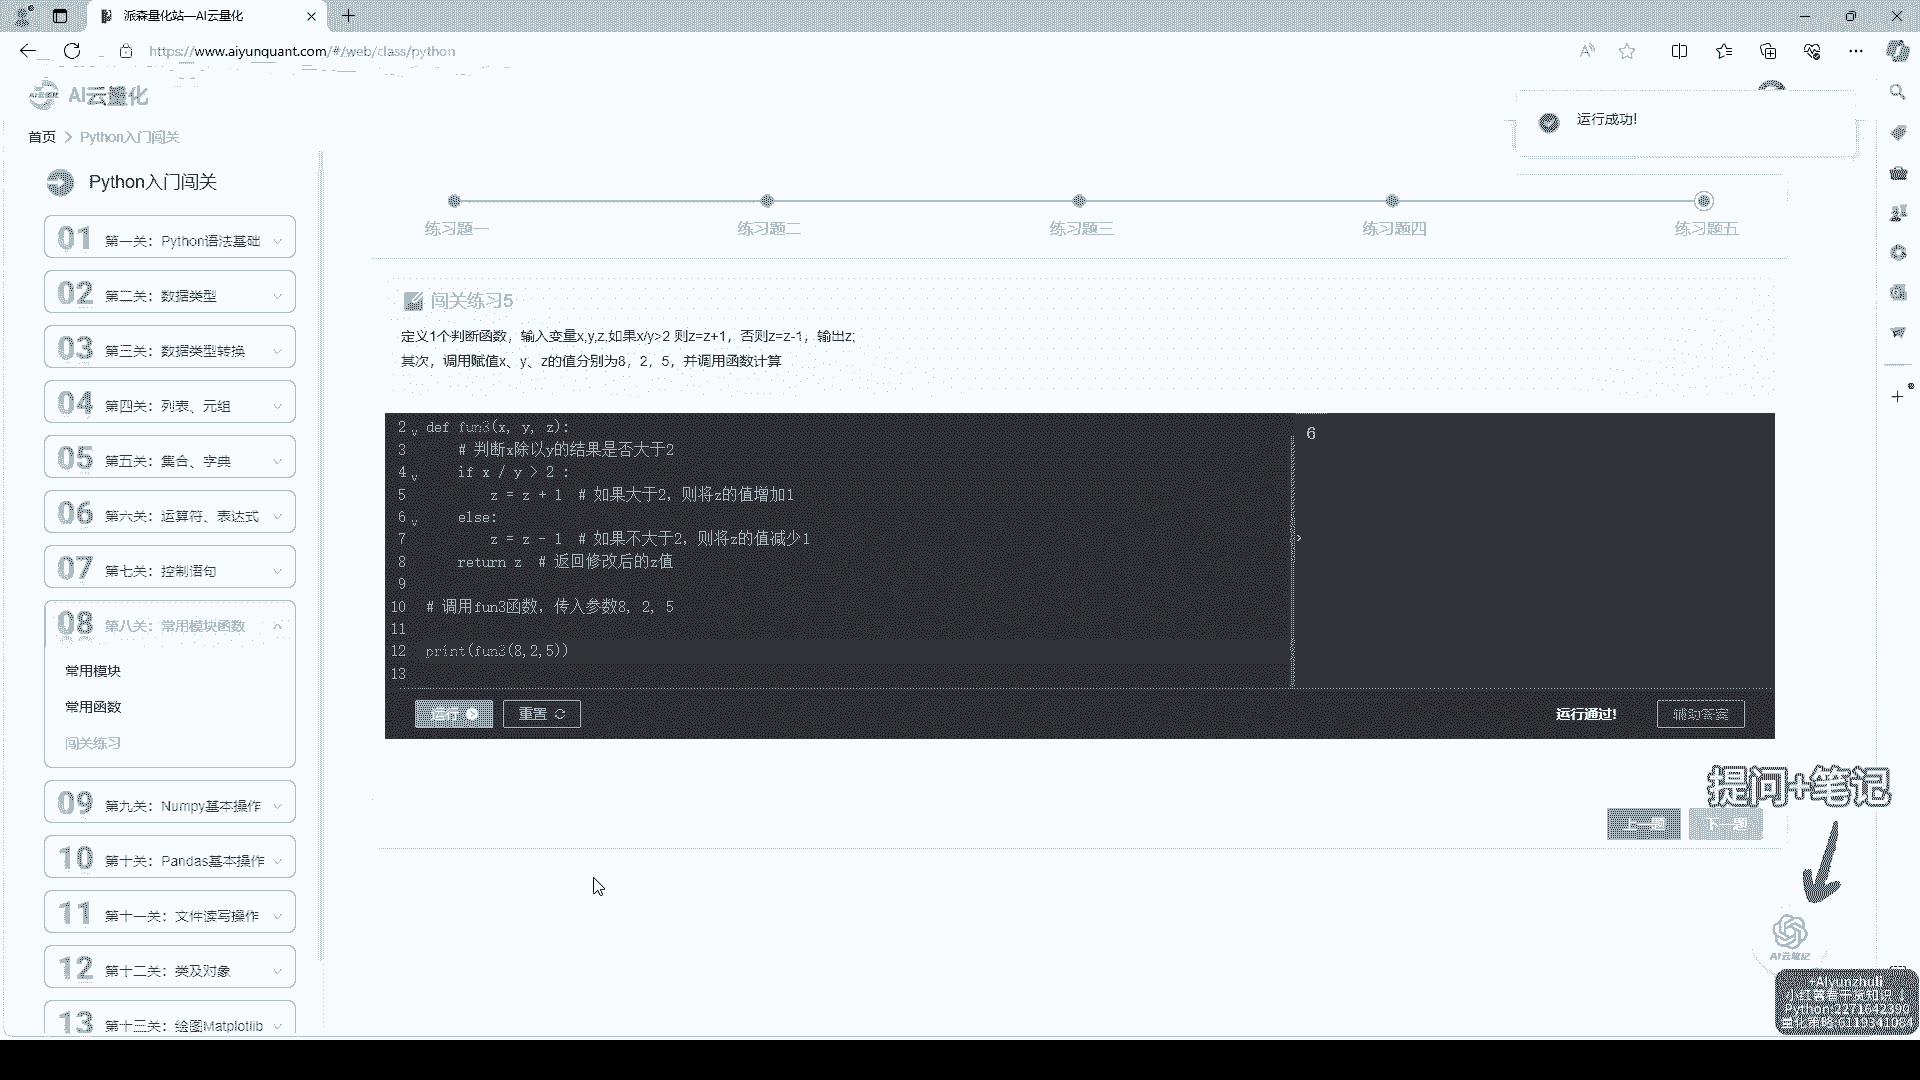 派森量化站—AI云量化
https://www.aiyunquant.com/#/web/class/python
AI云量化
运行成功!
首页
Python入门闯关
Python入门闯关
01 第一关：Python语法基础
02 第二关：数据类型
03 第三关：数据类型转换
04 第四关：列表、元组
05 第五关：集合、字典
06 第六关：运算符、表达式
07 第七关：控制语句
08 第八关：常用模块函数
常用模块
常用函数
闯关练习
09 第九关：Numpy基本操作
10 第十关：Pandas基本操作
11 第十一关：文件读写操作
12 第十二关：类及对象
13 第十三关：绘图Matplotlib
练习题一
练习题二
练习题三
练习题四
练习题五
闯关练习5
定义1个判断函数，输入变量x,y,z,如果x/y>2 则z=z+1，否则z=z-1，输出z;
其次，调用赋值x、y、z的值分别为8，2，5，并调用函数计算
2 def fun3(x, y, z):
3 # 判断x除以y的结果是否大于2
4 if x / y > 2 :
5 z = z + 1 # 如果大于2，则将z的值增加1
6 else:
7 z = z - 1 # 如果不大于2，则将z的值减少1
8 return z # 返回修改后的z值
9
10 # 调用fun3函数，传入参数8, 2, 5
11
12 print(fun3(8,2,5))
13
6
运行
重置
运行通过!
辅助答案
提问+笔记
上一题
下一题
AI云笔记
+AIyunzhuli
小红薯看干货知识↓
Python:2271642390
量化策略:6119341084